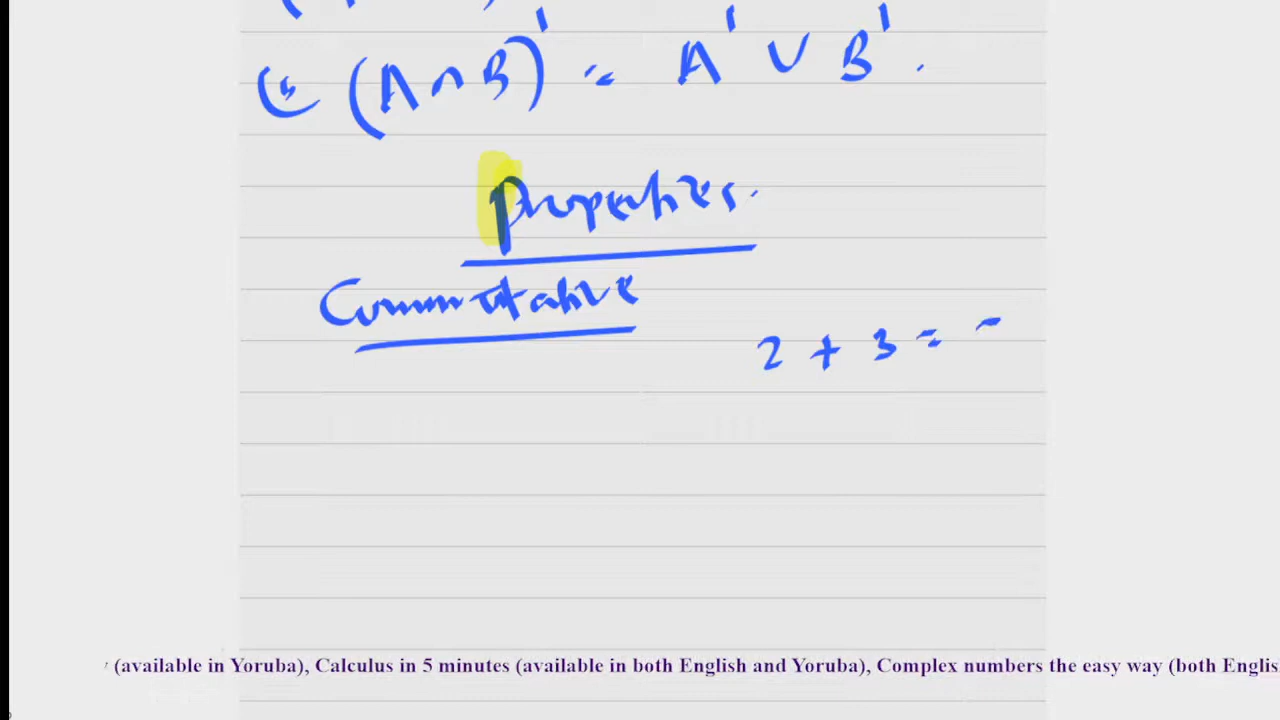 (A ∩ B)' = A' ∪ B'.
Properties.
Commutative
2 + 3 =
(available in Yoruba), Calculus in 5 minutes (available in both English and Yoruba), Complex numbers the easy way (both Englis